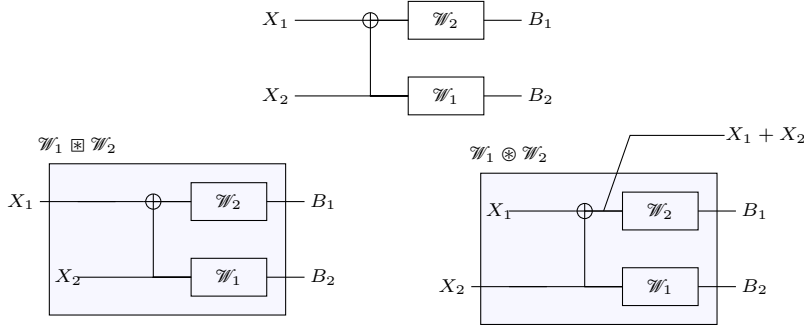 X₁ 𝒲₂ B₁
X₂ 𝒲₁ B₂
𝒲₁ ⧆ 𝒲₂
X₁ 𝒲₂ B₁
X₂ 𝒲₁ B₂
𝒲₁ ⊛ 𝒲₂
X₁ + X₂
X₁ 𝒲₂ B₁
X₂ 𝒲₁ B₂